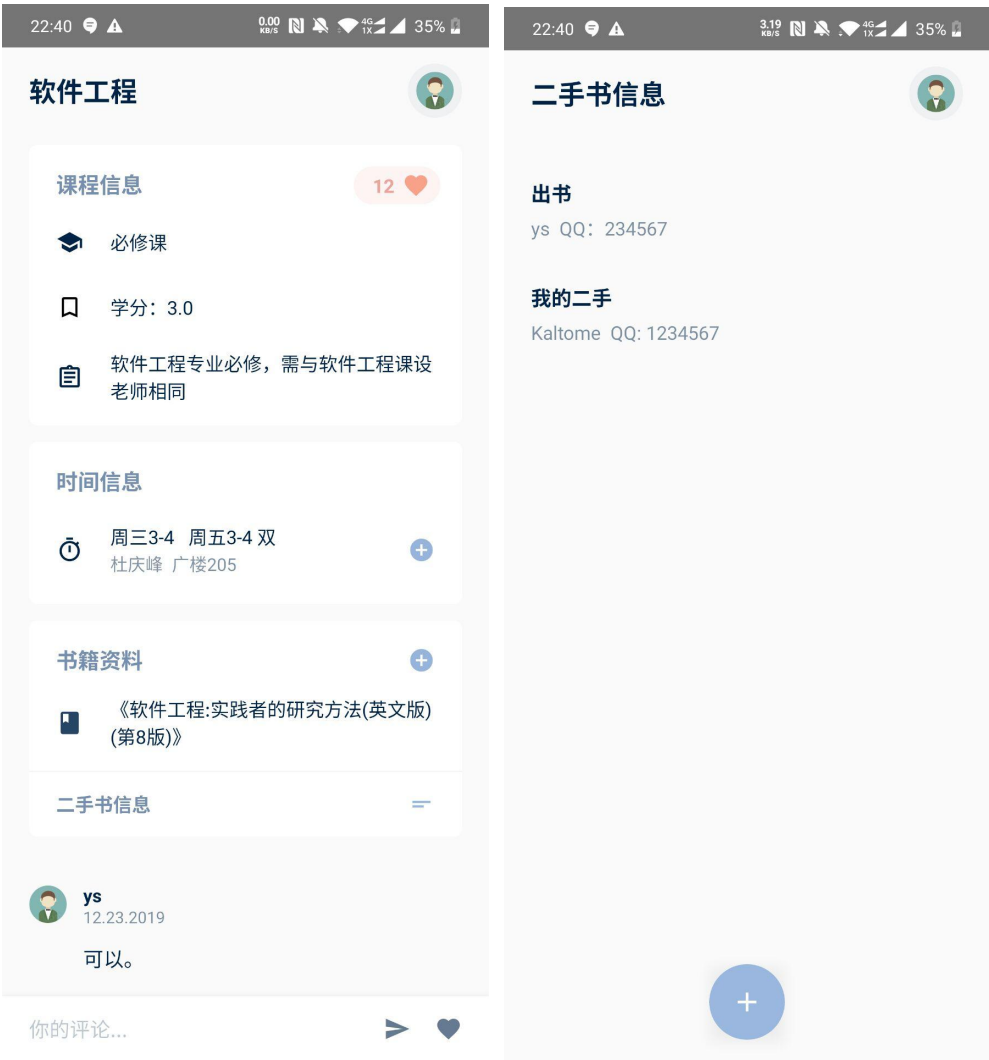 22:40
0.00 KB/S
4G 1X
35%
软件工程
课程信息
12
必修课
学分：3.0
软件工程专业必修，需与软件工程课设
老师相同
时间信息
周三3-4 周五3-4 双
杜庆峰 广楼205
书籍资料
《软件工程:实践者的研究方法(英文版)
(第8版)》
二手书信息
ys
12.23.2019
可以。
你的评论...
22:40
3.19 KB/S
4G 1X
35%
二手书信息
出书
ys QQ：234567
我的二手
Kaltome QQ: 1234567